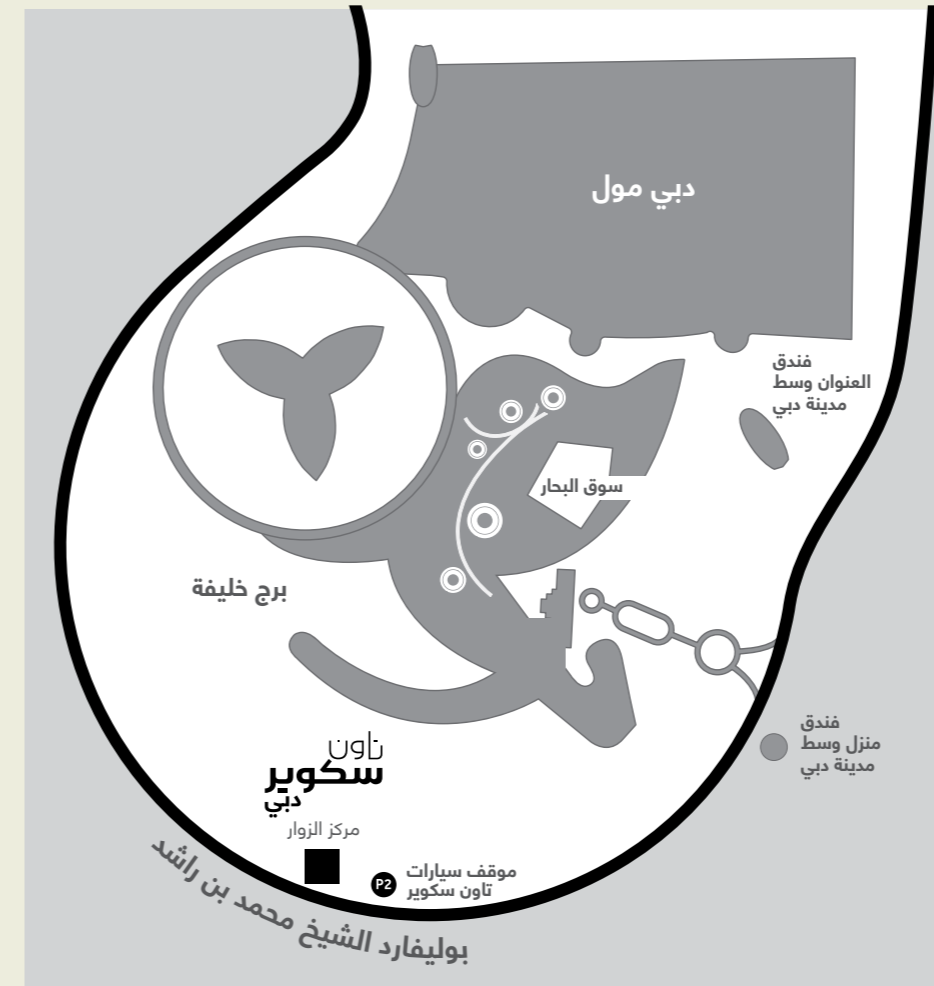 دبي مول
فندق
العنوان وسط
مدينة دبي
سوق البحار
برج خليفة
فندق
منزل وسط
مدينة دبي
تاون
سكوير
دبي
مركز الزوار
P2
موقف سيارات
تاون سكوير
بوليفارد الشيخ محمد بن راشد